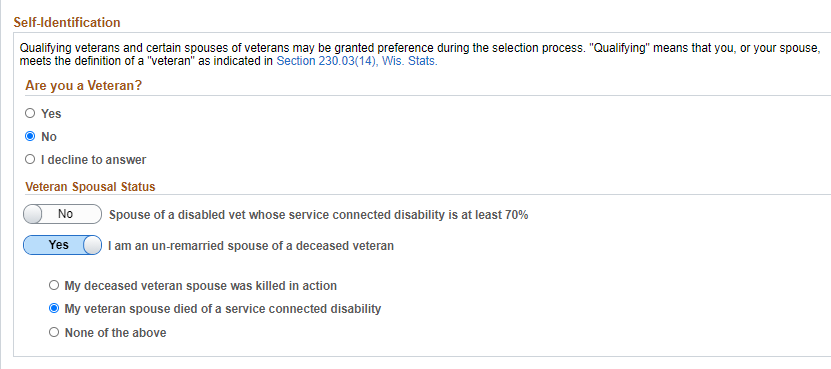 Self-Identification
Qualifying veterans and certain spouses of veterans may be granted preference during the selection process. "Qualifying" means that you, or your spouse,
meets the definition of a "veteran" as indicated in Section 230.03(14), Wis. Stats.
Are you a Veteran?
Yes
No
I decline to answer
Veteran Spousal Status
No Spouse of a disabled vet whose service connected disability is at least 70%
Yes I am an un-remarried spouse of a deceased veteran
My deceased veteran spouse was killed in action
My veteran spouse died of a service connected disability
None of the above